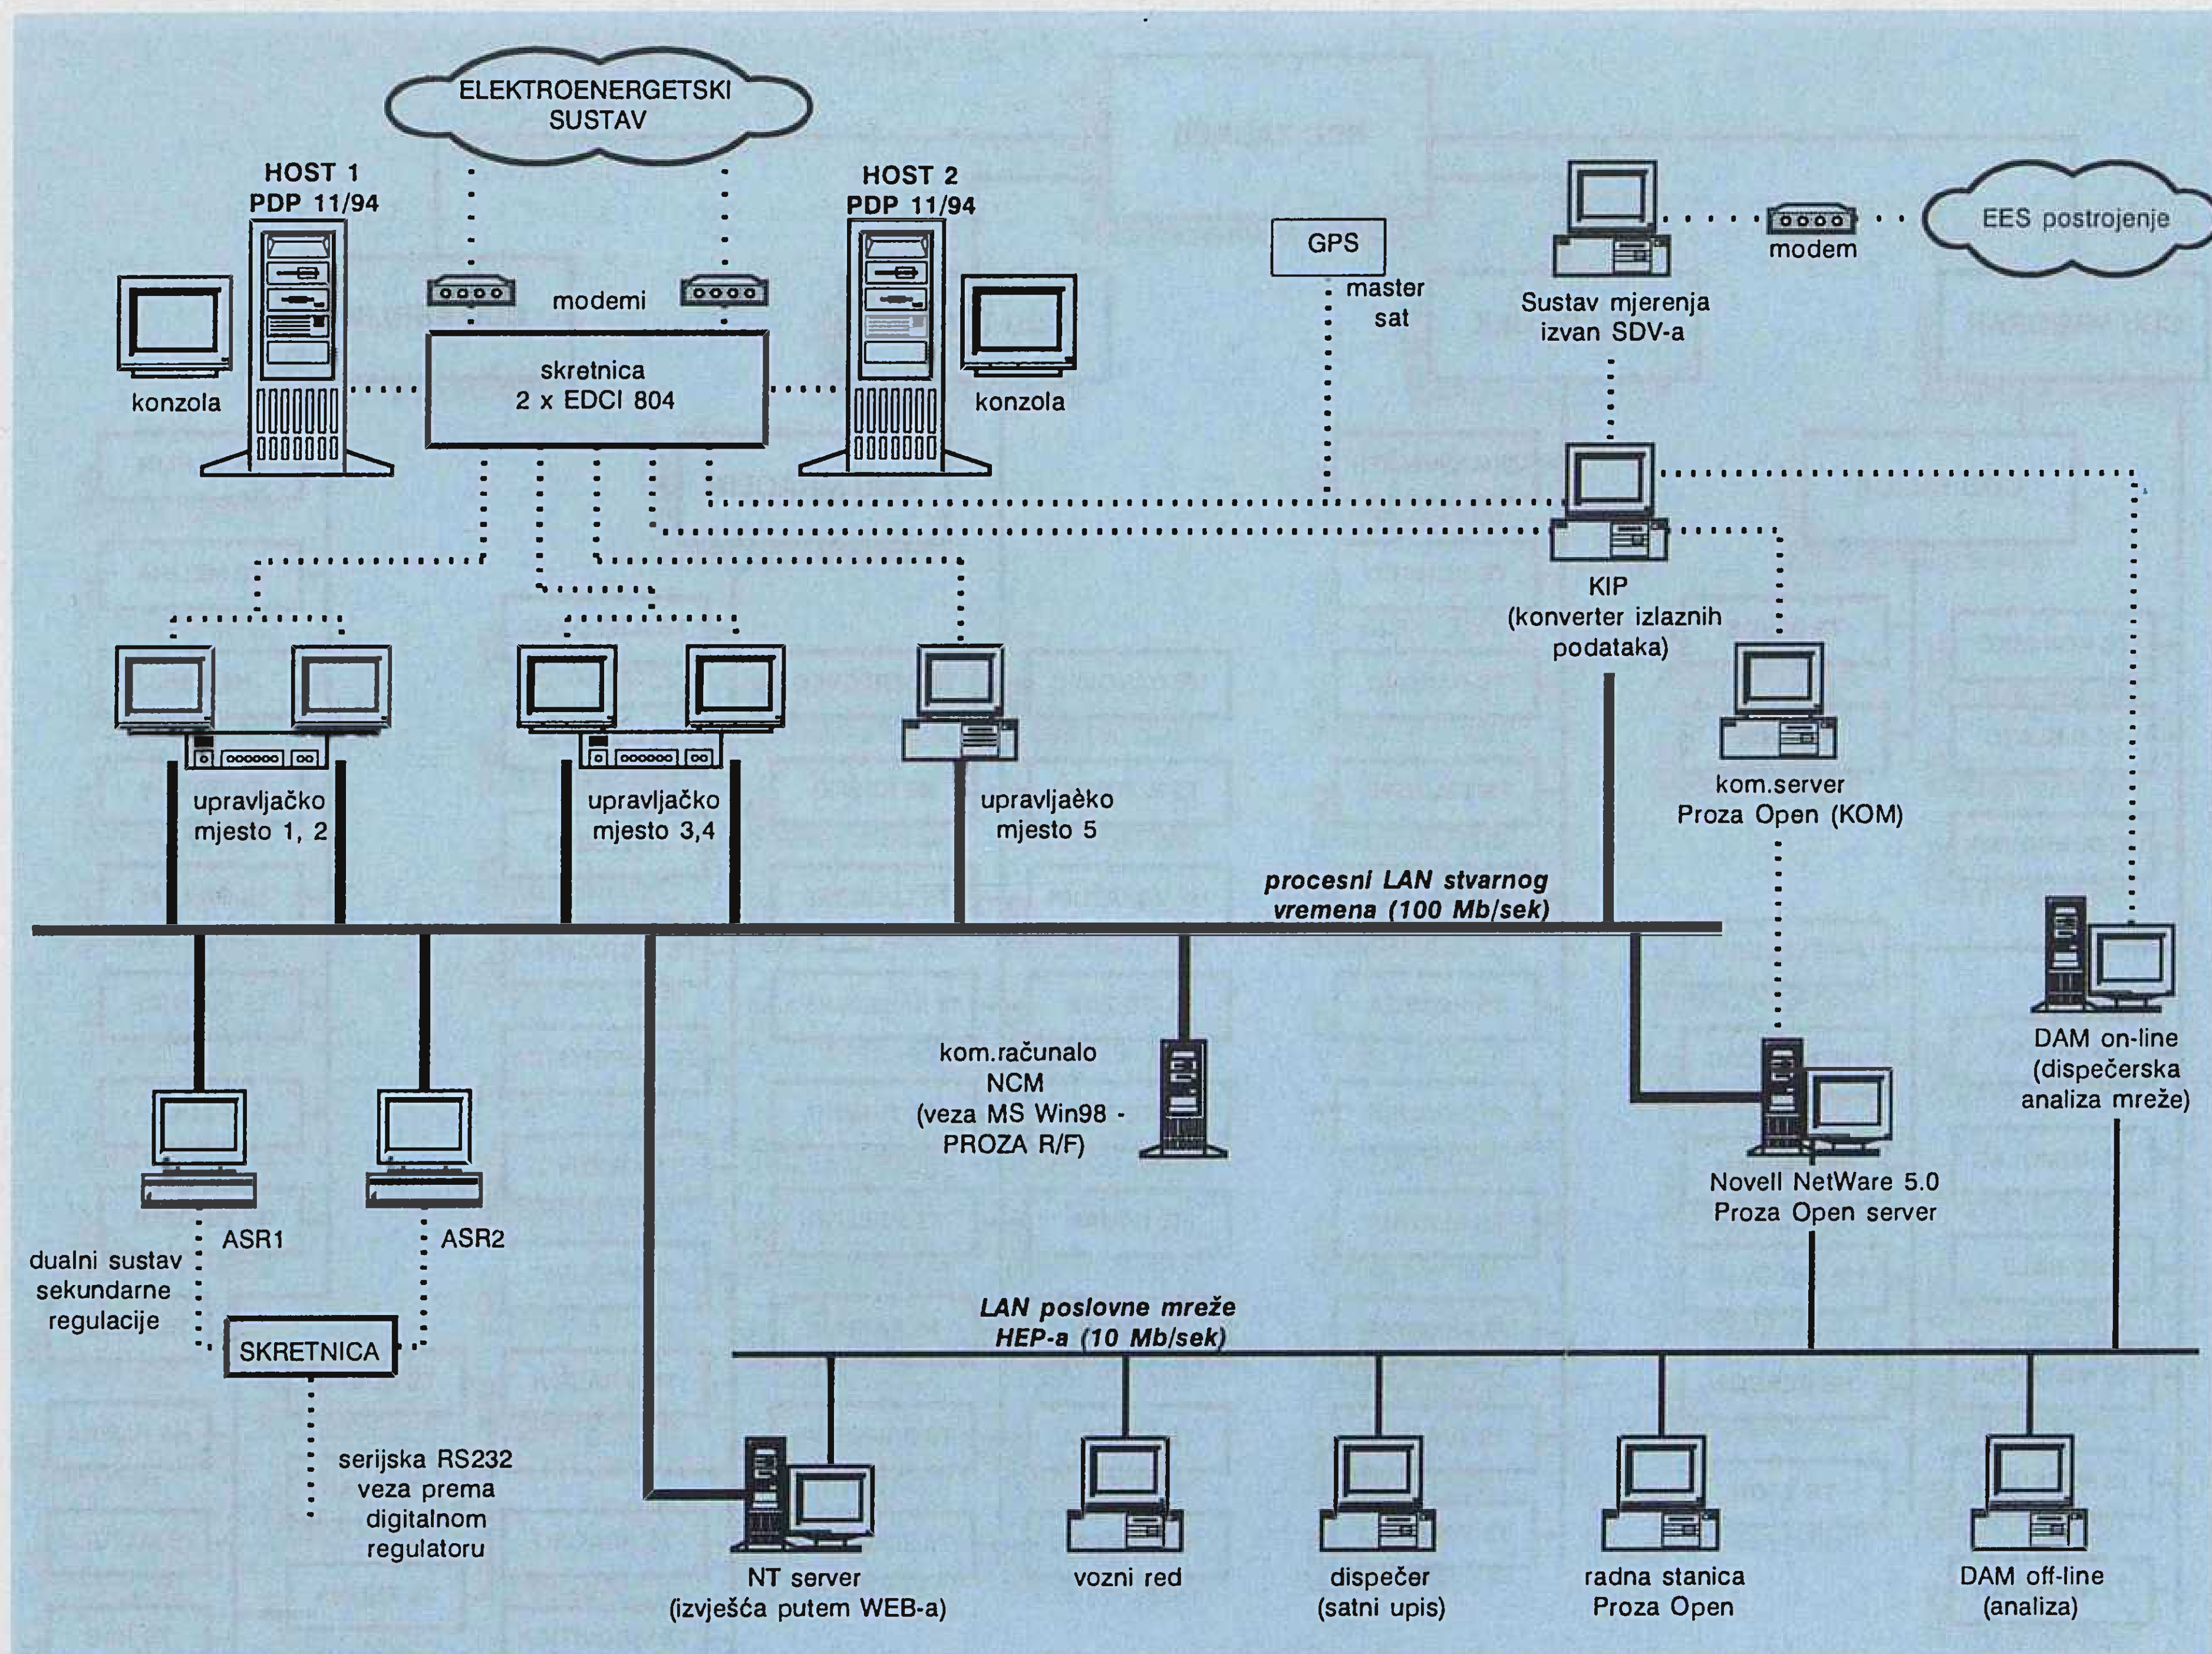 ELEKTROENERGETSKI
SUSTAV
HOST 1
PDP 11/94
HOST 2
PDP 11/94
konzola
modemi
skretnica
2 x EDCI 804
konzola
GPS
master
sat
Sustav mjerenja
izvan SDV-a
modem
EES postrojenje
KIP
(konverter izlaznih
podataka)
kom.server
Proza Open (KOM)
upravljačko
mjesto 1, 2
upravljačko
mjesto 3,4
upravljaèko
mjesto 5
procesni LAN stvarnog
vremena (100 Mb/sek)
kom.računalo
NCM
(veza MS Win98 -
PROZA R/F)
DAM on-line
(dispečerska
analiza mreže)
Novell NetWare 5.0
Proza Open server
ASR1
ASR2
dualni sustav
sekundarne
regulacije
SKRETNICA
serijska RS232
veza prema
digitalnom
regulatoru
LAN poslovne mreže
HEP-a (10 Mb/sek)
NT server
(izvješća putem WEB-a)
vozni red
dispečer
(satni upis)
radna stanica
Proza Open
DAM off-line
(analiza)